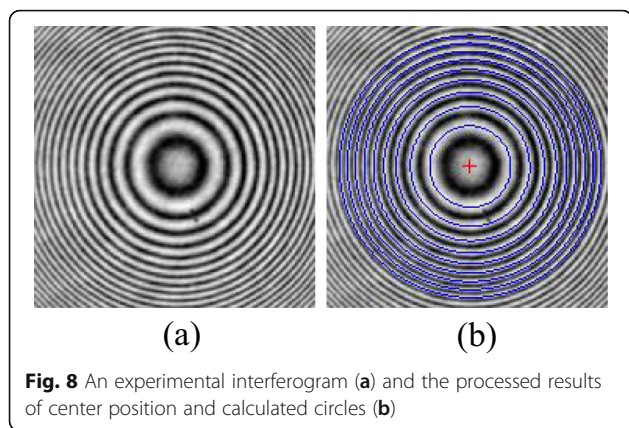 (a) (b)
Fig. 8 An experimental interferogram (a) and the processed results
of center position and calculated circles (b)